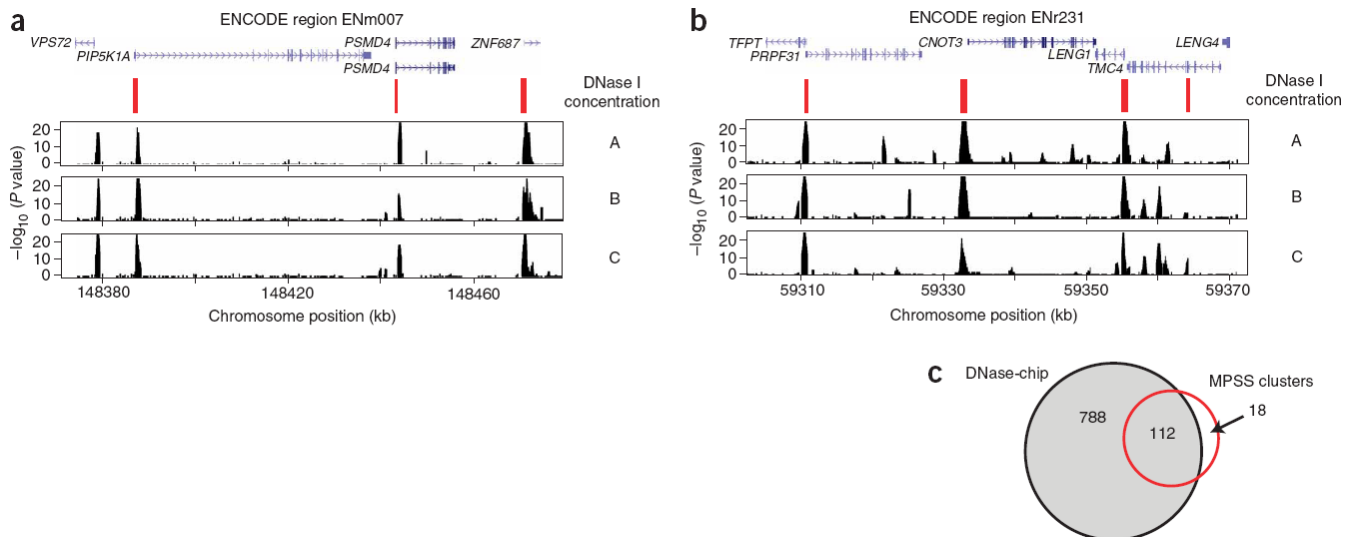 a
ENCODE region ENm007
VPS72
PIP5K1A
PSMD4
PSMD4
ZNF687
DNase I
concentration
20
10
0
A
20
10
0
B
20
10
0
C
–log10 (P value)
148380
148420
148460
Chromosome position (kb)
b
ENCODE region ENr231
TFPT
PRPF31
CNOT3
LENG1
TMC4
LENG4
DNase I
concentration
20
10
0
A
20
10
0
B
20
10
0
C
–log10 (P value)
59310
59330
59350
59370
Chromosome position (kb)
c
DNase-chip
MPSS clusters
788
112
18